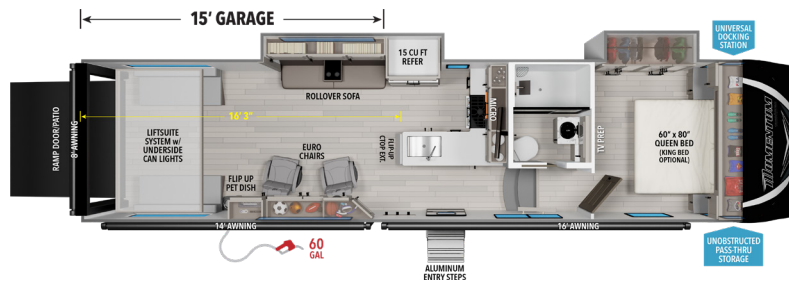 15' GARAGE
UNIVERSAL
DOCKING
STATION
15 CU FT
REFER
ROLLOVER SOFA
RAMP DOOR/PATIO
8' AWNING
16' 3"
LIFTSUITE
SYSTEM w/
UNDERSIDE
CAN LIGHTS
EURO
CHAIRS
FLIP-UP
CTOP EXT.
MICRO
TV PREP
60" x 80"
QUEEN BED
(KING BED
OPTIONAL)
MOMENTUM
FLIP UP
PET DISH
14' AWNING
16' AWNING
60
GAL
ALUMINUM
ENTRY STEPS
UNOBSTRUCTED
PASS-THRU
STORAGE